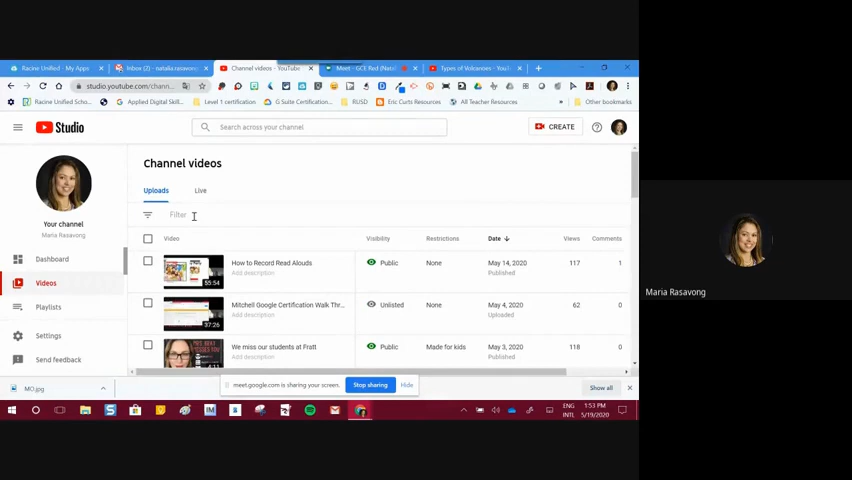 Racine Unified - My Apps
Inbox (2) - natalia.rasavong
Channel videos - YouTube
Meet - GCE Red (Natal
Types of Volcanoes - You
studio.youtube.com/chann...
Racine Unified Scho
Applied Digital Skill...
Level 1 certification
G Suite Certification...
RUSD
Eric Curts Resources
All Teacher Resources
Other bookmarks
Studio
Search across your channel
CREATE
Channel videos
Uploads
Live
Your channel
Maria Rasavong
Filter
Video
Visibility
Restrictions
Date
Views
Comments
Dashboard
Videos
Playlists
Settings
Send feedback
How to Record Read Alouds
Add description
55:54
Public
None
May 14, 2020
Published
117
1
Mitchell Google Certification Walk Thr...
Add description
37:26
Unlisted
None
May 4, 2020
Uploaded
62
0
We miss our students at Fratt
Add description
Public
Made for kids
May 3, 2020
Published
118
0
meet.google.com is sharing your screen.
Stop sharing
Hide
MO.jpg
Show all
ENG
INTL
1:53 PM
5/19/2020
Maria Rasavong